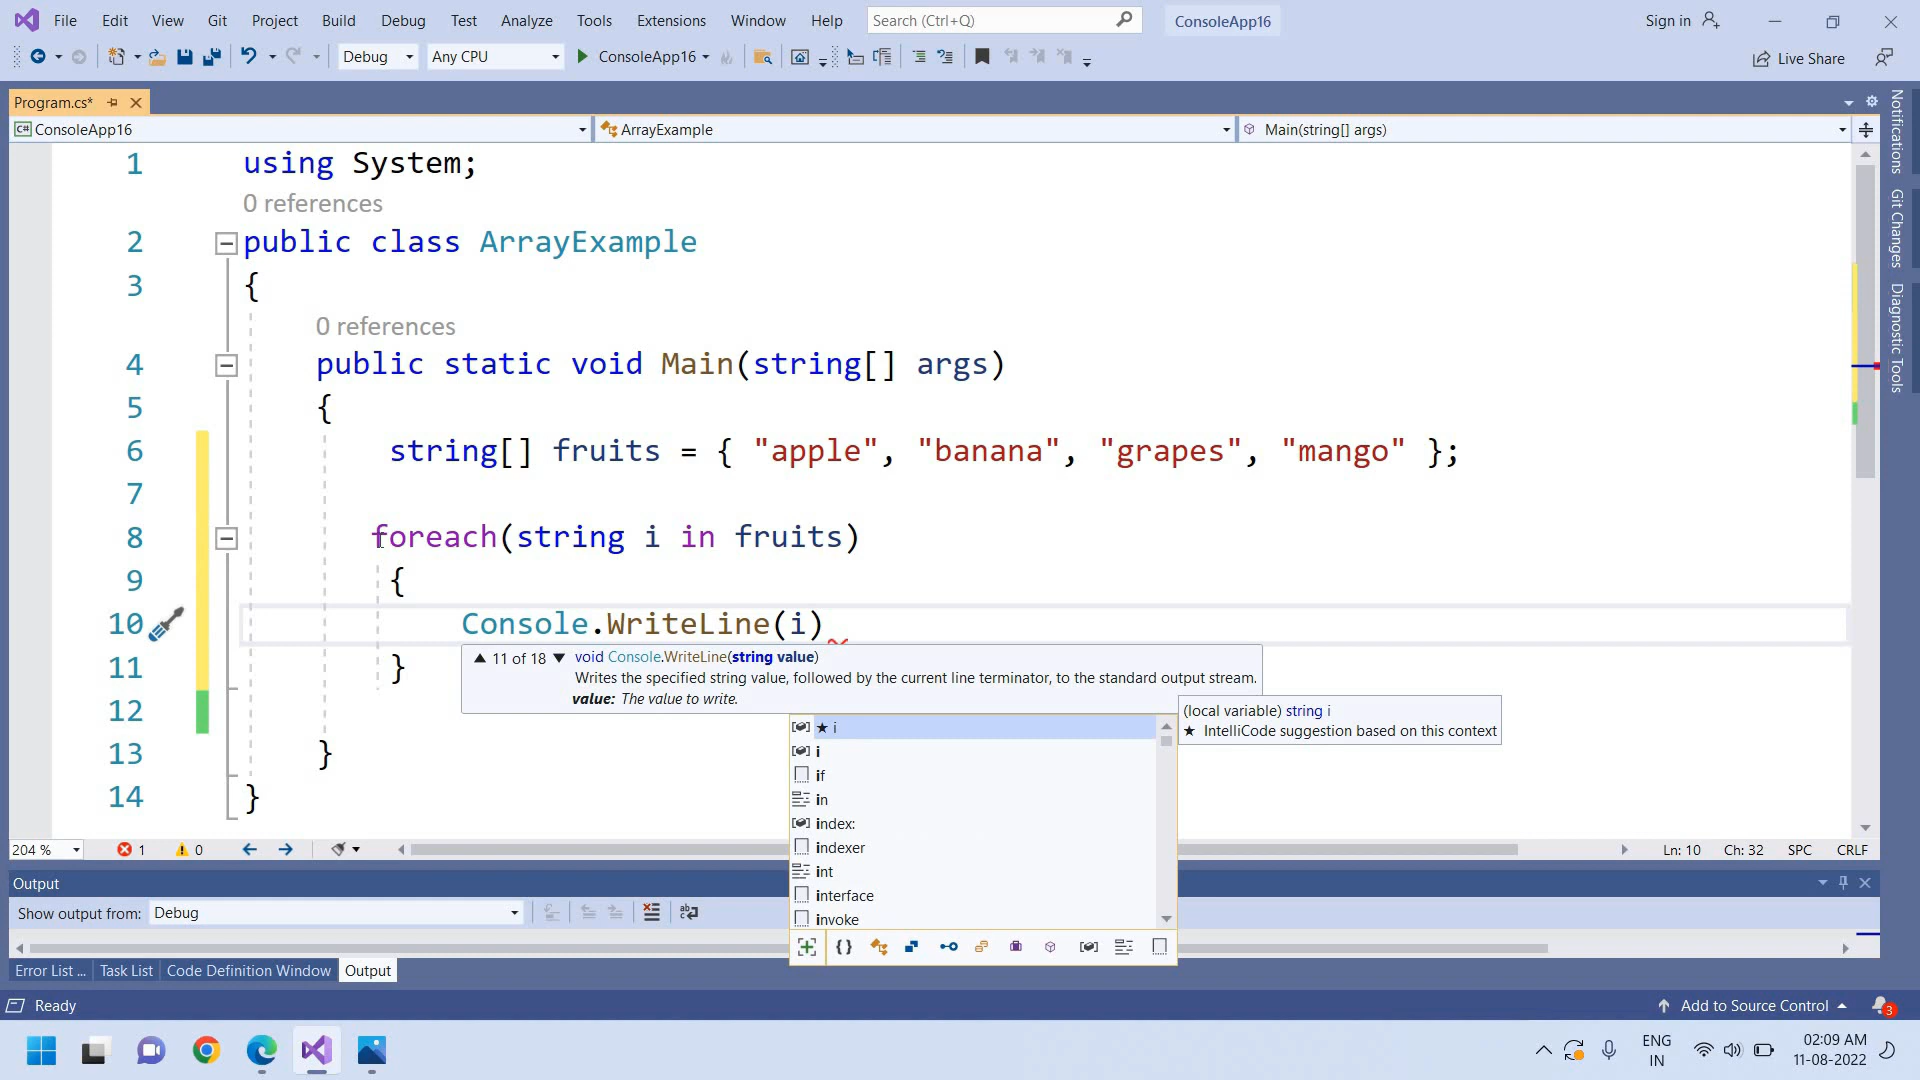 File Edit View Git Project Build Debug Test Analyze Tools Extensions Window Help Search (Ctrl+Q) ConsoleApp16 Sign in
Debug Any CPU ConsoleApp16 Live Share
Program.cs*
ConsoleApp16 ArrayExample Main(string[] args)
1 using System;
0 references
2 public class ArrayExample
3 {
0 references
4 public static void Main(string[] args)
5 {
6 string[] fruits = { "apple", "banana", "grapes", "mango" };
7
8 foreach(string i in fruits)
9 {
10 Console.WriteLine(i)
11 }
12
13 }
14 }
11 of 18 void Console.WriteLine(string value)
Writes the specified string value, followed by the current line terminator, to the standard output stream.
value: The value to write.
★ i
i
if
in
index:
indexer
int
interface
invoke
(local variable) string i
★ IntelliCode suggestion based on this context
Notifications
Git Changes
Diagnostic Tools
204 % 1 0 Ln: 10 Ch: 32 SPC CRLF
Output
Show output from: Debug
Error List ... Task List Code Definition Window Output
Ready Add to Source Control 3
ENG
IN
02:09 AM
11-08-2022